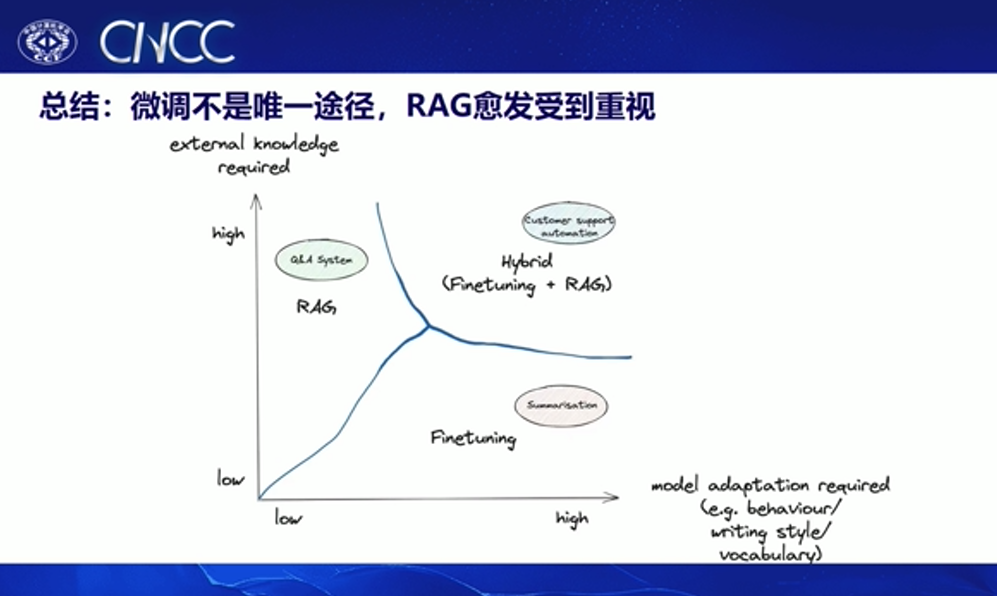 CCF
CNCC
总结：微调不是唯一途径，RAG愈发受到重视
external knowledge
required
high
Q&A System
RAG
Customer support
automation
Hybrid
(Finetuning + RAG)
Summarisation
Finetuning
low
low
high
model adaptation required
(e.g. behaviour/
writing style/
vocabulary)